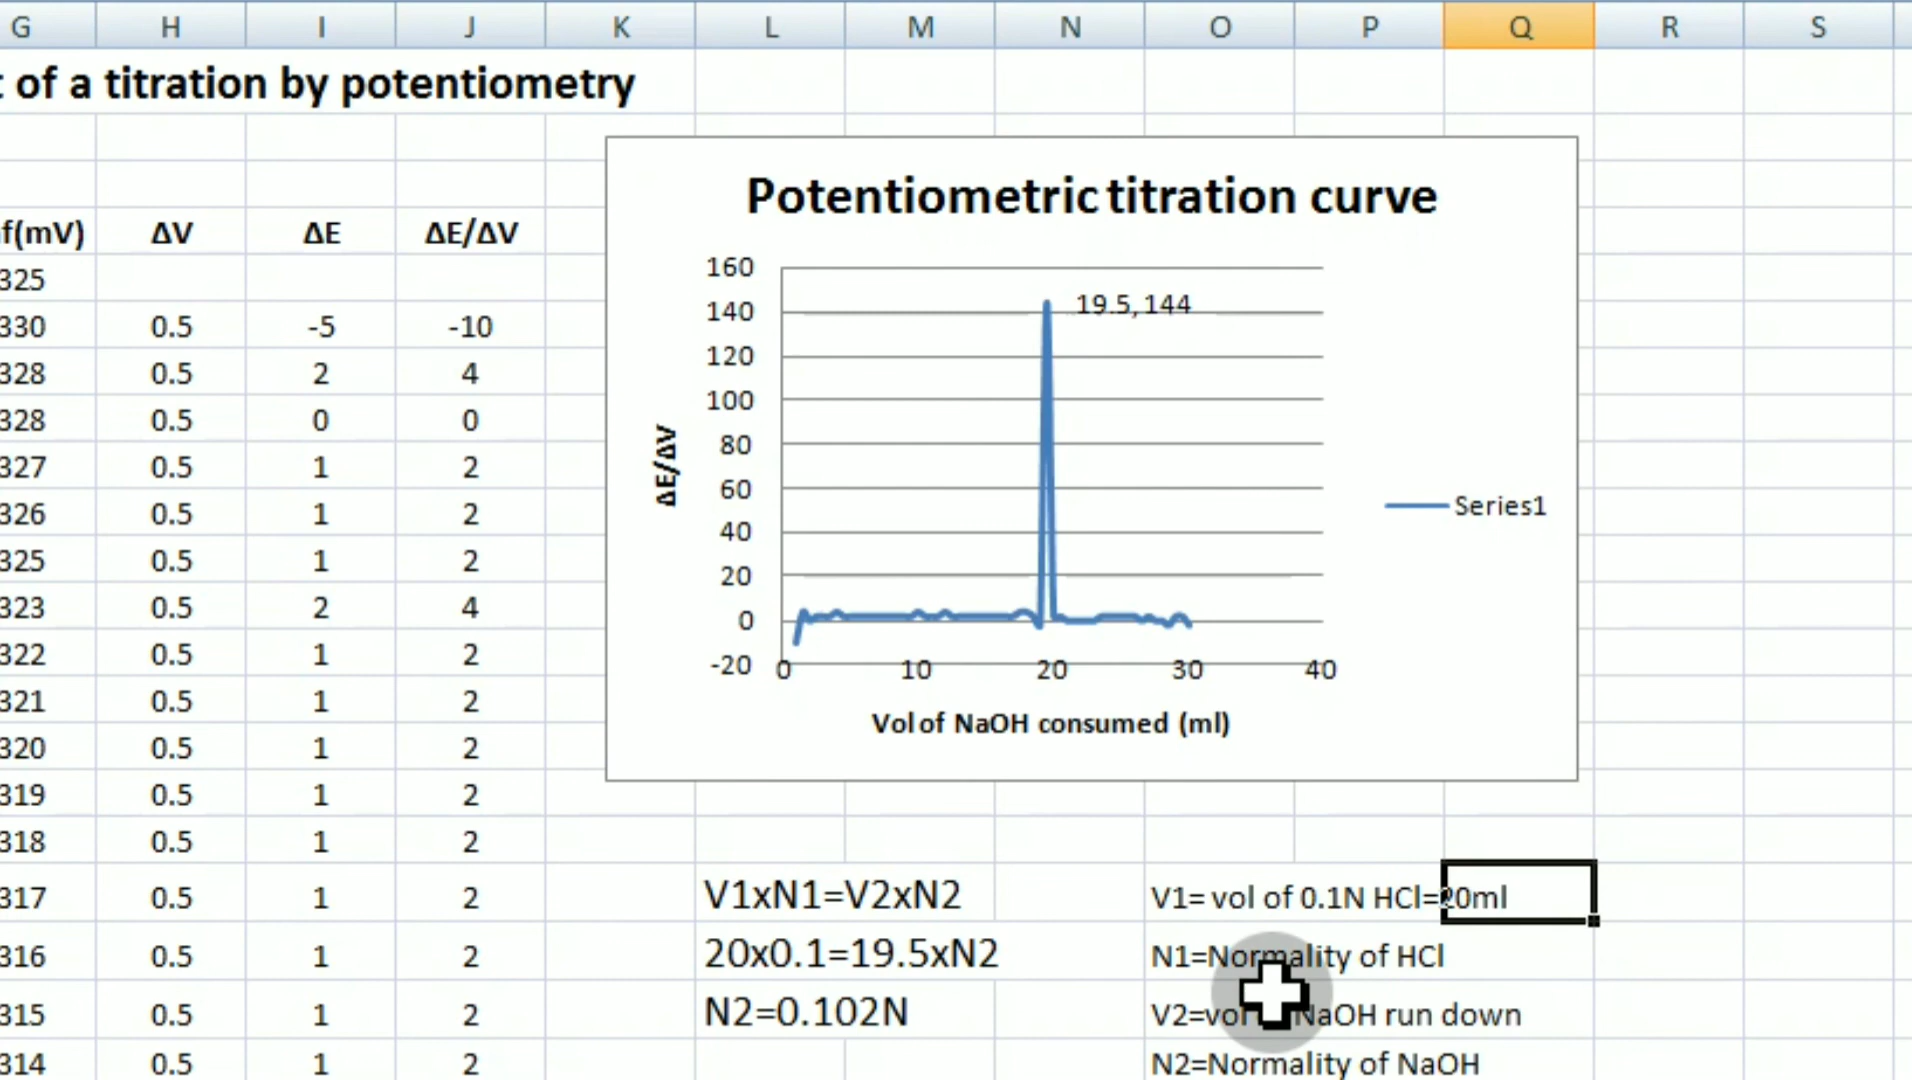 G H I J K L M N O P Q R S
of a titration by potentiometry
f(mV) ΔV ΔE ΔE/ΔV
325
330 0.5 -5 -10
328 0.5 2 4
328 0.5 0 0
327 0.5 1 2
326 0.5 1 2
325 0.5 1 2
323 0.5 2 4
322 0.5 1 2
321 0.5 1 2
320 0.5 1 2
319 0.5 1 2
318 0.5 1 2
317 0.5 1 2
316 0.5 1 2
315 0.5 1 2
314 0.5 1 2
Potentiometric titration curve
160
140
120
100
80
60
40
20
0
-20
ΔE/ΔV
19.5, 144
Series1
0 10 20 30 40
Vol of NaOH consumed (ml)
V1xN1=V2xN2
20x0.1=19.5xN2
N2=0.102N
V1= vol of 0.1N HCl=20ml
N1=Normality of HCl
V2=vol NaOH run down
N2=Normality of NaOH